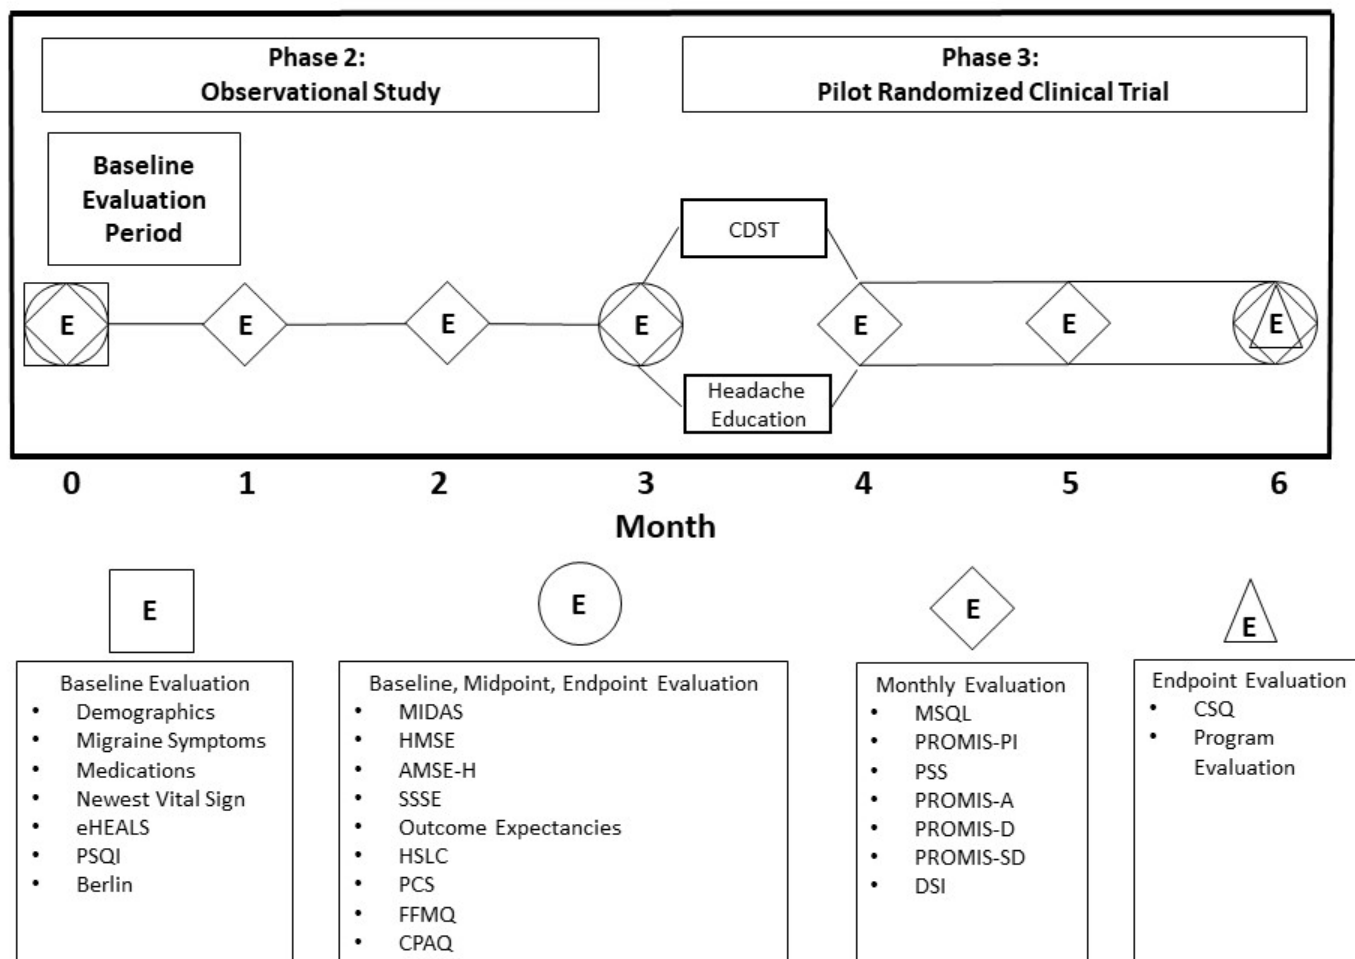 Phase 2:
Observational Study
Phase 3:
Pilot Randomized Clinical Trial
Baseline
Evaluation
Period
CDST
E
E
E
E
E
E
E
Headache
Education
0
1
2
3
4
5
6
Month
E
E
E
E
Baseline Evaluation
• Demographics
• Migraine Symptoms
• Medications
• Newest Vital Sign
• eHEALS
• PSQI
• Berlin
Baseline, Midpoint, Endpoint Evaluation
• MIDAS
• HMSE
• AMSE-H
• SSSE
• Outcome Expectancies
• HSLC
• PCS
• FFMQ
• CPAQ
Monthly Evaluation
• MSQL
• PROMIS-PI
• PSS
• PROMIS-A
• PROMIS-D
• PROMIS-SD
• DSI
Endpoint Evaluation
• CSQ
• Program
Evaluation